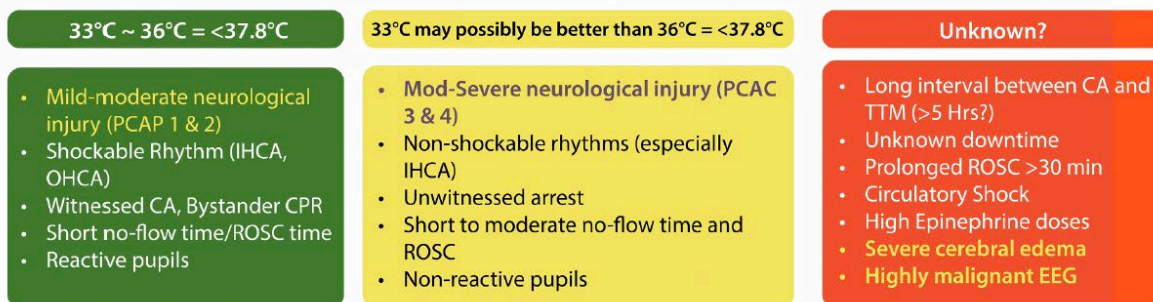 33°C ~ 36°C = <37.8°C
• Mild-moderate neurological
injury (PCAP 1 & 2)
• Shockable Rhythm (IHCA,
OHCA)
• Witnessed CA, Bystander CPR
• Short no-flow time/ROSC time
• Reactive pupils
33°C may possibly be better than 36°C = <37.8°C
• Mod-Severe neurological injury (PCAC
3 & 4)
• Non-shockable rhythms (especially
IHCA)
• Unwitnessed arrest
• Short to moderate no-flow time and
ROSC
• Non-reactive pupils
Unknown?
• Long interval between CA and
TTM (>5 Hrs?)
• Unknown downtime
• Prolonged ROSC >30 min
• Circulatory Shock
• High Epinephrine doses
• Severe cerebral edema
• Highly malignant EEG